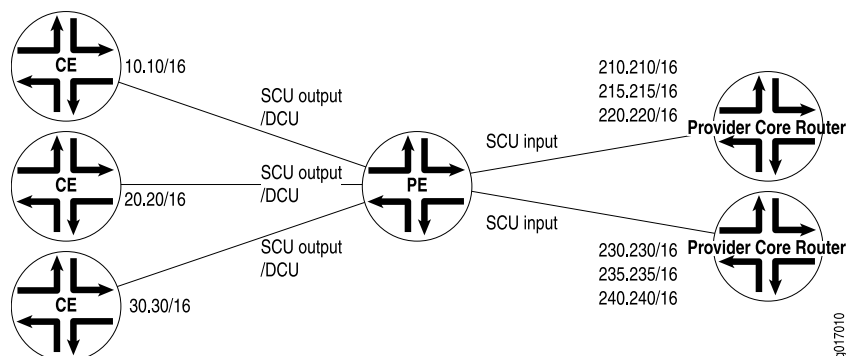 CE
10.10/16
SCU output
/DCU
CE
20.20/16
SCU output
/DCU
CE
30.30/16
SCU output
/DCU
PE
SCU input
SCU input
210.210/16
215.215/16
220.220/16
Provider Core Router
Provider Core Router
230.230/16
235.235/16
240.240/16
g017010